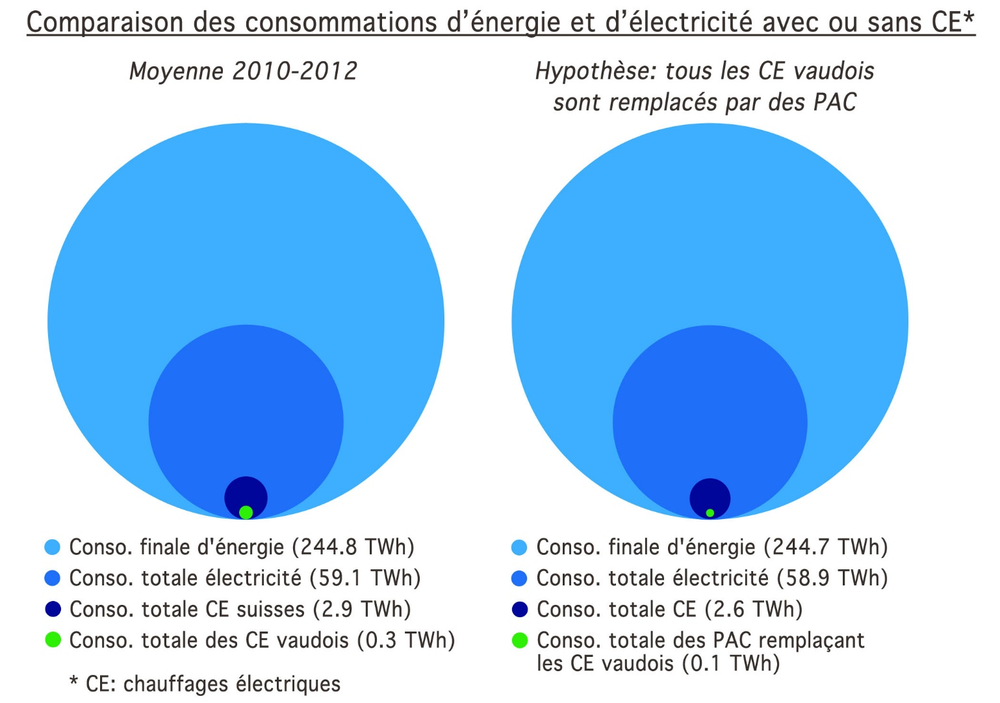 Comparaison des consommations d’énergie et d’électricité avec ou sans CE*
Moyenne 2010-2012
Hypothèse: tous les CE vaudois
sont remplacés par des PAC
Conso. finale d'énergie (244.8 TWh)
Conso. totale électricité (59.1 TWh)
Conso. totale CE suisses (2.9 TWh)
Conso. totale des CE vaudois (0.3 TWh)
* CE: chauffages électriques
Conso. finale d'énergie (244.7 TWh)
Conso. totale électricité (58.9 TWh)
Conso. totale CE (2.6 TWh)
Conso. totale des PAC remplaçant
les CE vaudois (0.1 TWh)